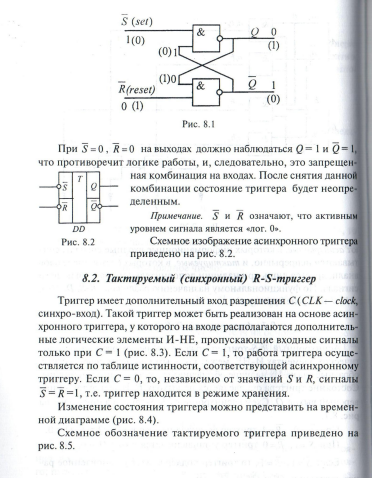 S̅ (set)
& Q 0
1(0) (1)
(0)1
(1)0 & Q̅ 1
R̅(reset) (0)
0 (1)
Рис. 8.1
При S̅ = 0 , R̅ = 0 на выходах должно наблюдаться Q = 1 и Q̅ = 1,
что противоречит логике работы, и, следовательно, это запрещен-
ная комбинация на входах. После снятия данной
комбинации состояние триггера будет неопре-
деленным.
S̅ T Q
R̅ Q̅
DD
Рис. 8.2
Примечание. S̅ и R̅ означают, что активным
уровнем сигнала является «лог. 0».
Схемное изображение асинхронного триггера
приведено на рис. 8.2.
8.2. Тактируемый (синхронный) R-S-триггер
Триггер имеет дополнительный вход разрешения C (CLK — clock,
синхро-вход). Такой триггер может быть реализован на основе асин-
хронного триггера, у которого на входе располагаются дополнитель-
ные логические элементы И-НЕ, пропускающие входные сигналы
только при C = 1 (рис. 8.3). Если C = 1, то работа триггера осуще-
ствляется по таблице истинности, соответствующей асинхронному
триггеру. Если C = 0, то, независимо от значений S и R, сигналы
S̅ = R̅ =1, т.е. триггер находится в режиме хранения.
Изменение состояния триггера можно представить на времен-
ной диаграмме (рис. 8.4).
Схемное обозначение тактируемого триггера приведено на
рис. 8.5.